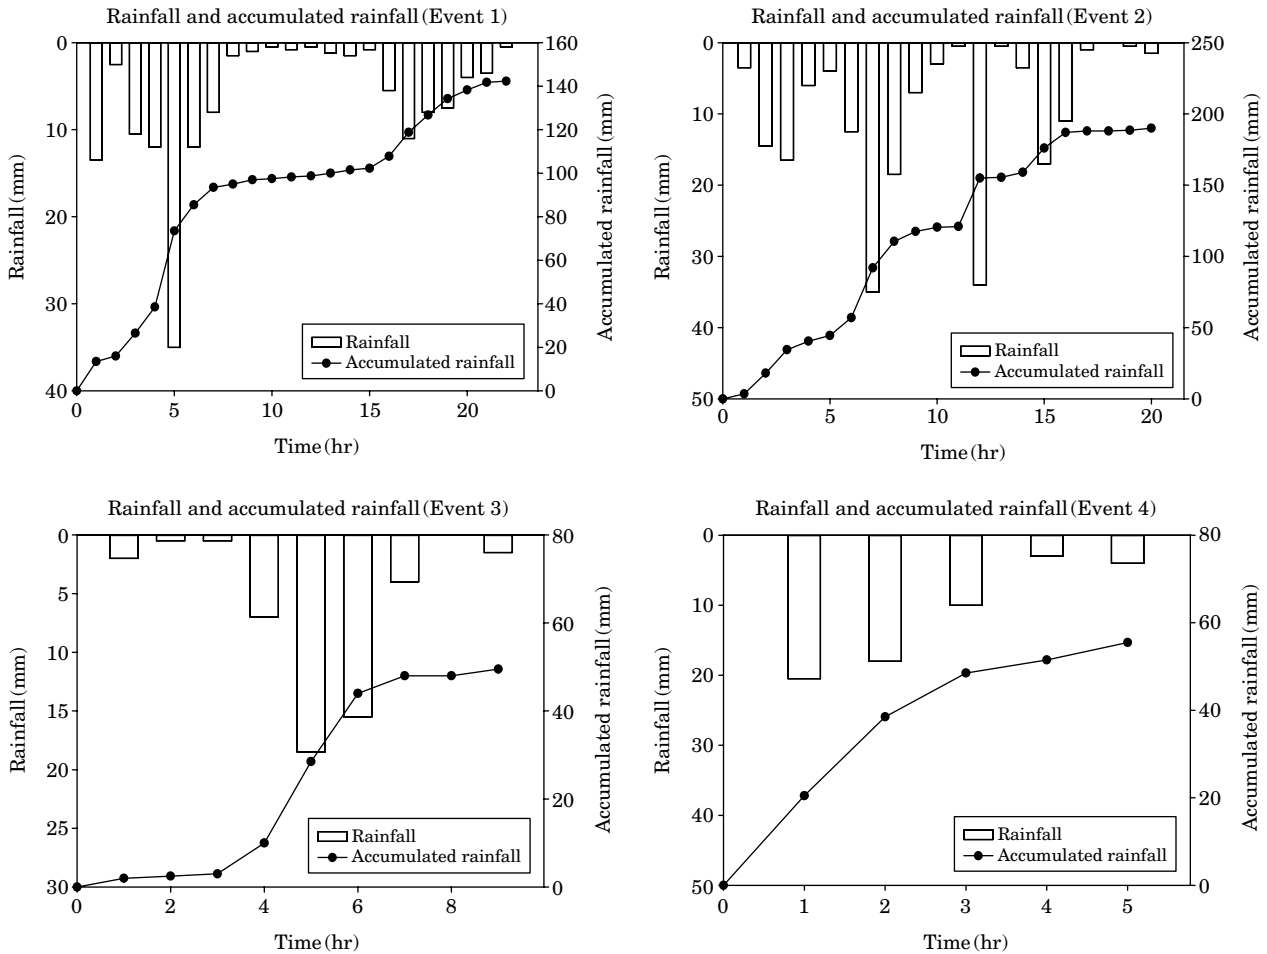 Rainfall and accumulated rainfall (Event 1)
0
10
20
30
40
Rainfall (mm)
160
140
120
100
80
60
40
20
0
Accumulated rainfall (mm)
Rainfall
Accumulated rainfall
0 5 10 15 20
Time (hr)
Rainfall and accumulated rainfall (Event 2)
0
10
20
30
40
50
Rainfall (mm)
250
200
150
100
50
0
Accumulated rainfall (mm)
Rainfall
Accumulated rainfall
0 5 10 15 20
Time (hr)
Rainfall and accumulated rainfall (Event 3)
0
5
10
15
20
25
30
Rainfall (mm)
80
60
40
20
0
Accumulated rainfall (mm)
Rainfall
Accumulated rainfall
0 2 4 6 8
Time (hr)
Rainfall and accumulated rainfall (Event 4)
0
10
20
30
40
50
Rainfall (mm)
80
60
40
20
0
Accumulated rainfall (mm)
Rainfall
Accumulated rainfall
0 1 2 3 4 5
Time (hr)